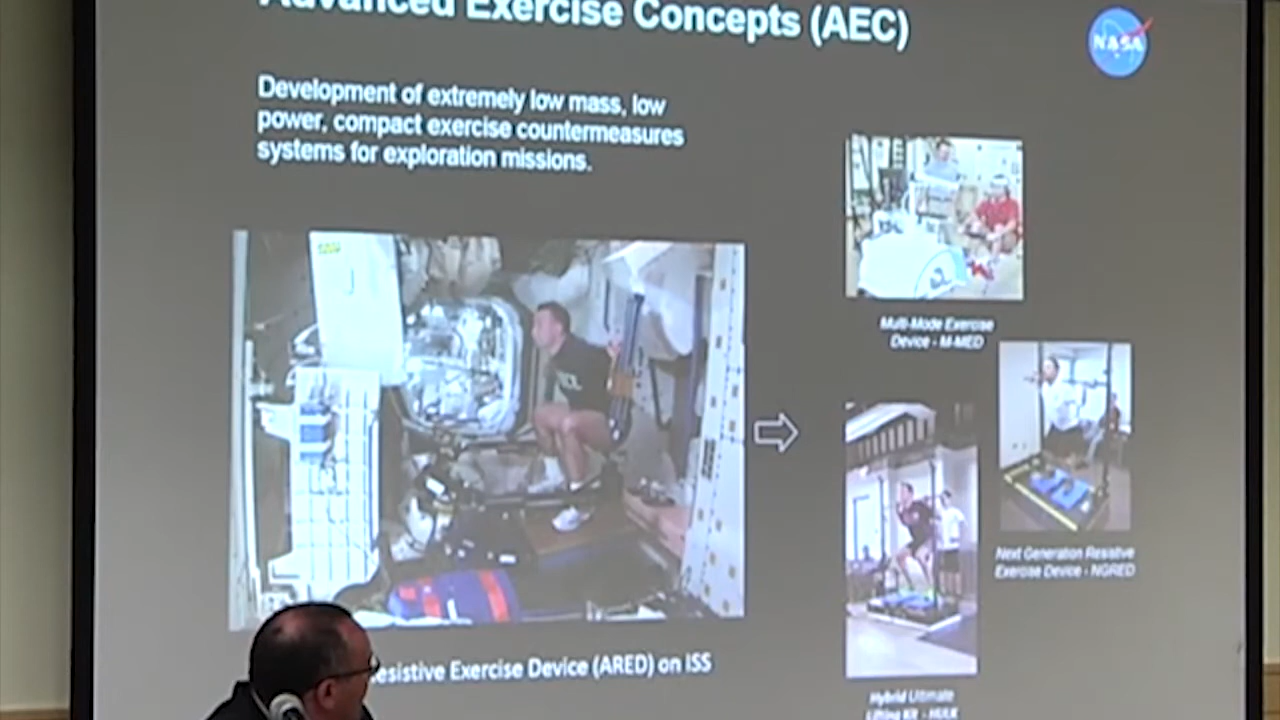 Advanced Exercise Concepts (AEC)
NASA
Development of extremely low mass, low
power, compact exercise countermeasures
systems for exploration missions.
Multi-Mode Exercise
Device - M-MED
Next Generation Resistive
Exercise Device - NGRED
esistive Exercise Device (ARED) on ISS
Hybrid Ultimate
Lifting Kit - HULK